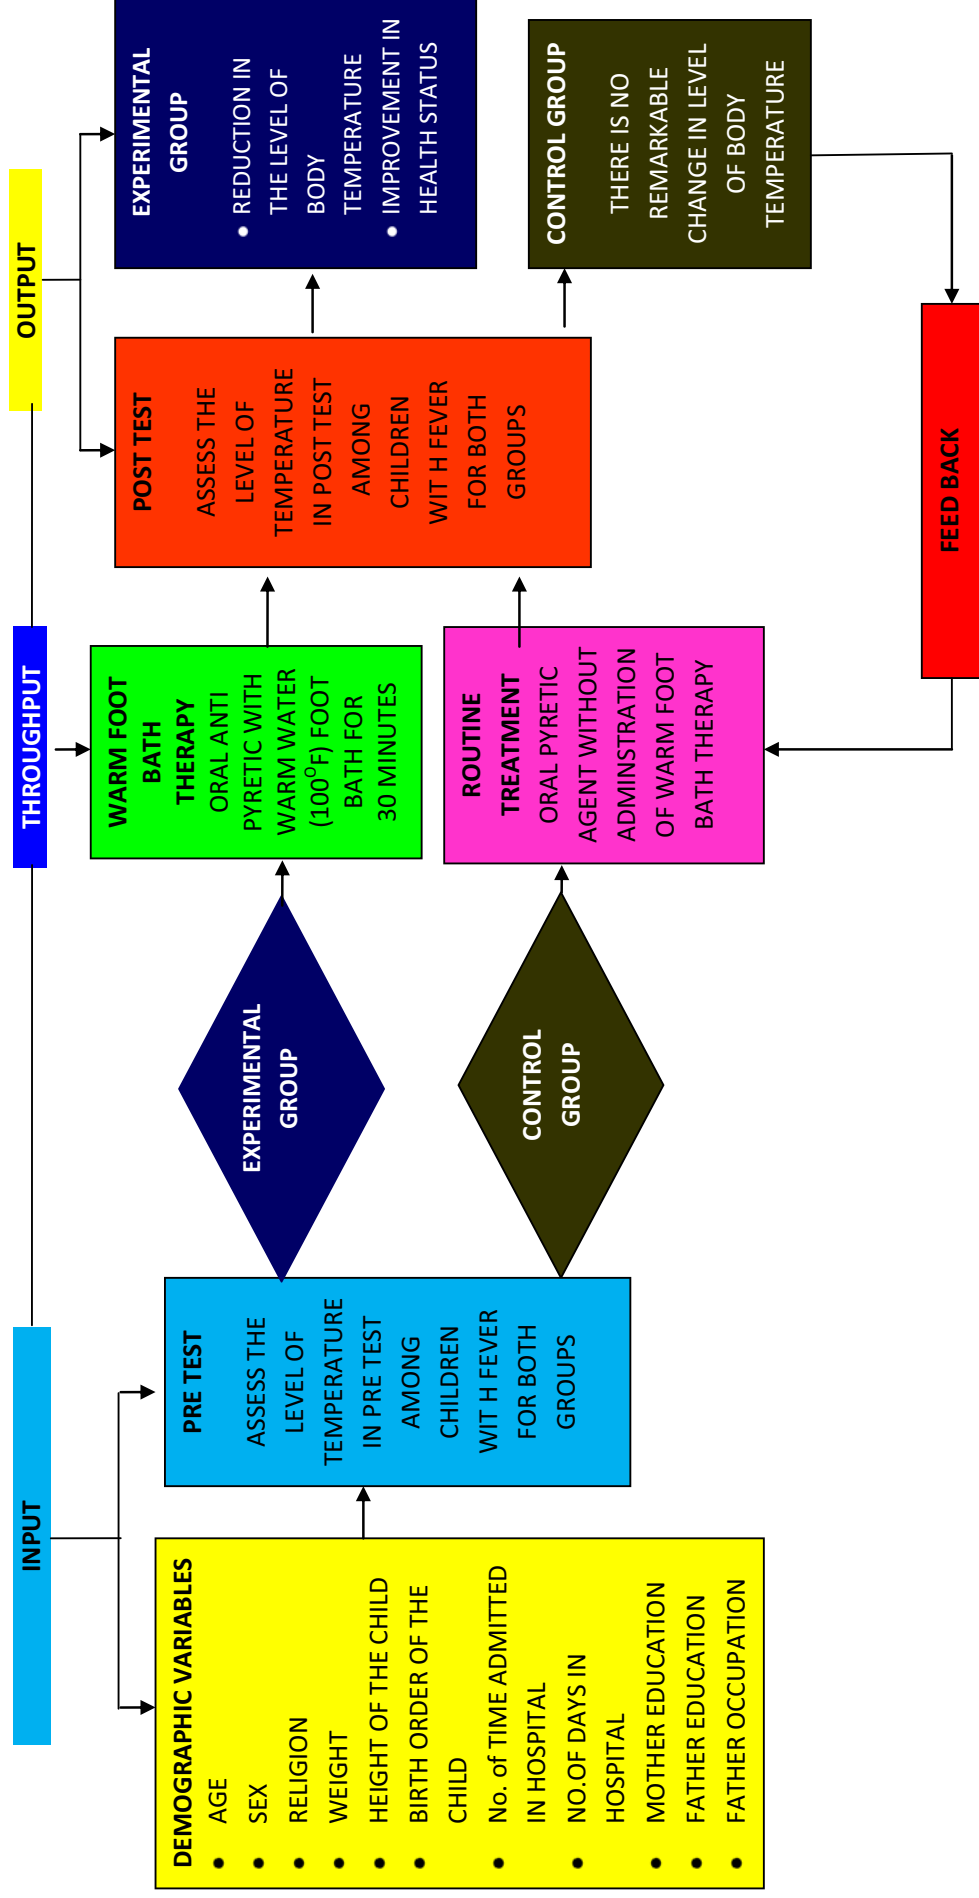 INPUT
THROUGHPUT
OUTPUT
DEMOGRAPHIC VARIABLES
• AGE
• SEX
• RELIGION
• WEIGHT
• HEIGHT OF THE CHILD
• BIRTH ORDER OF THE
CHILD
• No. of TIME ADMITTED
IN HOSPITAL
• NO.OF DAYS IN
HOSPITAL
• MOTHER EDUCATION
• FATHER EDUCATION
• FATHER OCCUPATION
PRE TEST
ASSESS THE
LEVEL OF
TEMPERATURE
IN PRE TEST
AMONG
CHILDREN
WIT H FEVER
FOR BOTH
GROUPS
EXPERIMENTAL
GROUP
CONTROL
GROUP
WARM FOOT
BATH
THERAPY
ORAL ANTI
PYRETIC WITH
WARM WATER
(100⁰F) FOOT
BATH FOR
30 MINUTES
ROUTINE
TREATMENT
ORAL PYRETIC
AGENT WITHOUT
ADMINSTRATION
OF WARM FOOT
BATH THERAPY
POST TEST
ASSESS THE
LEVEL OF
TEMPERATURE
IN POST TEST
AMONG
CHILDREN
WIT H FEVER
FOR BOTH
GROUPS
EXPERIMENTAL
GROUP
• REDUCTION IN
THE LEVEL OF
BODY
TEMPERATURE
• IMPROVEMENT IN
HEALTH STATUS
CONTROL GROUP
THERE IS NO
REMARKABLE
CHANGE IN LEVEL
OF BODY
TEMPERATURE
FEED BACK